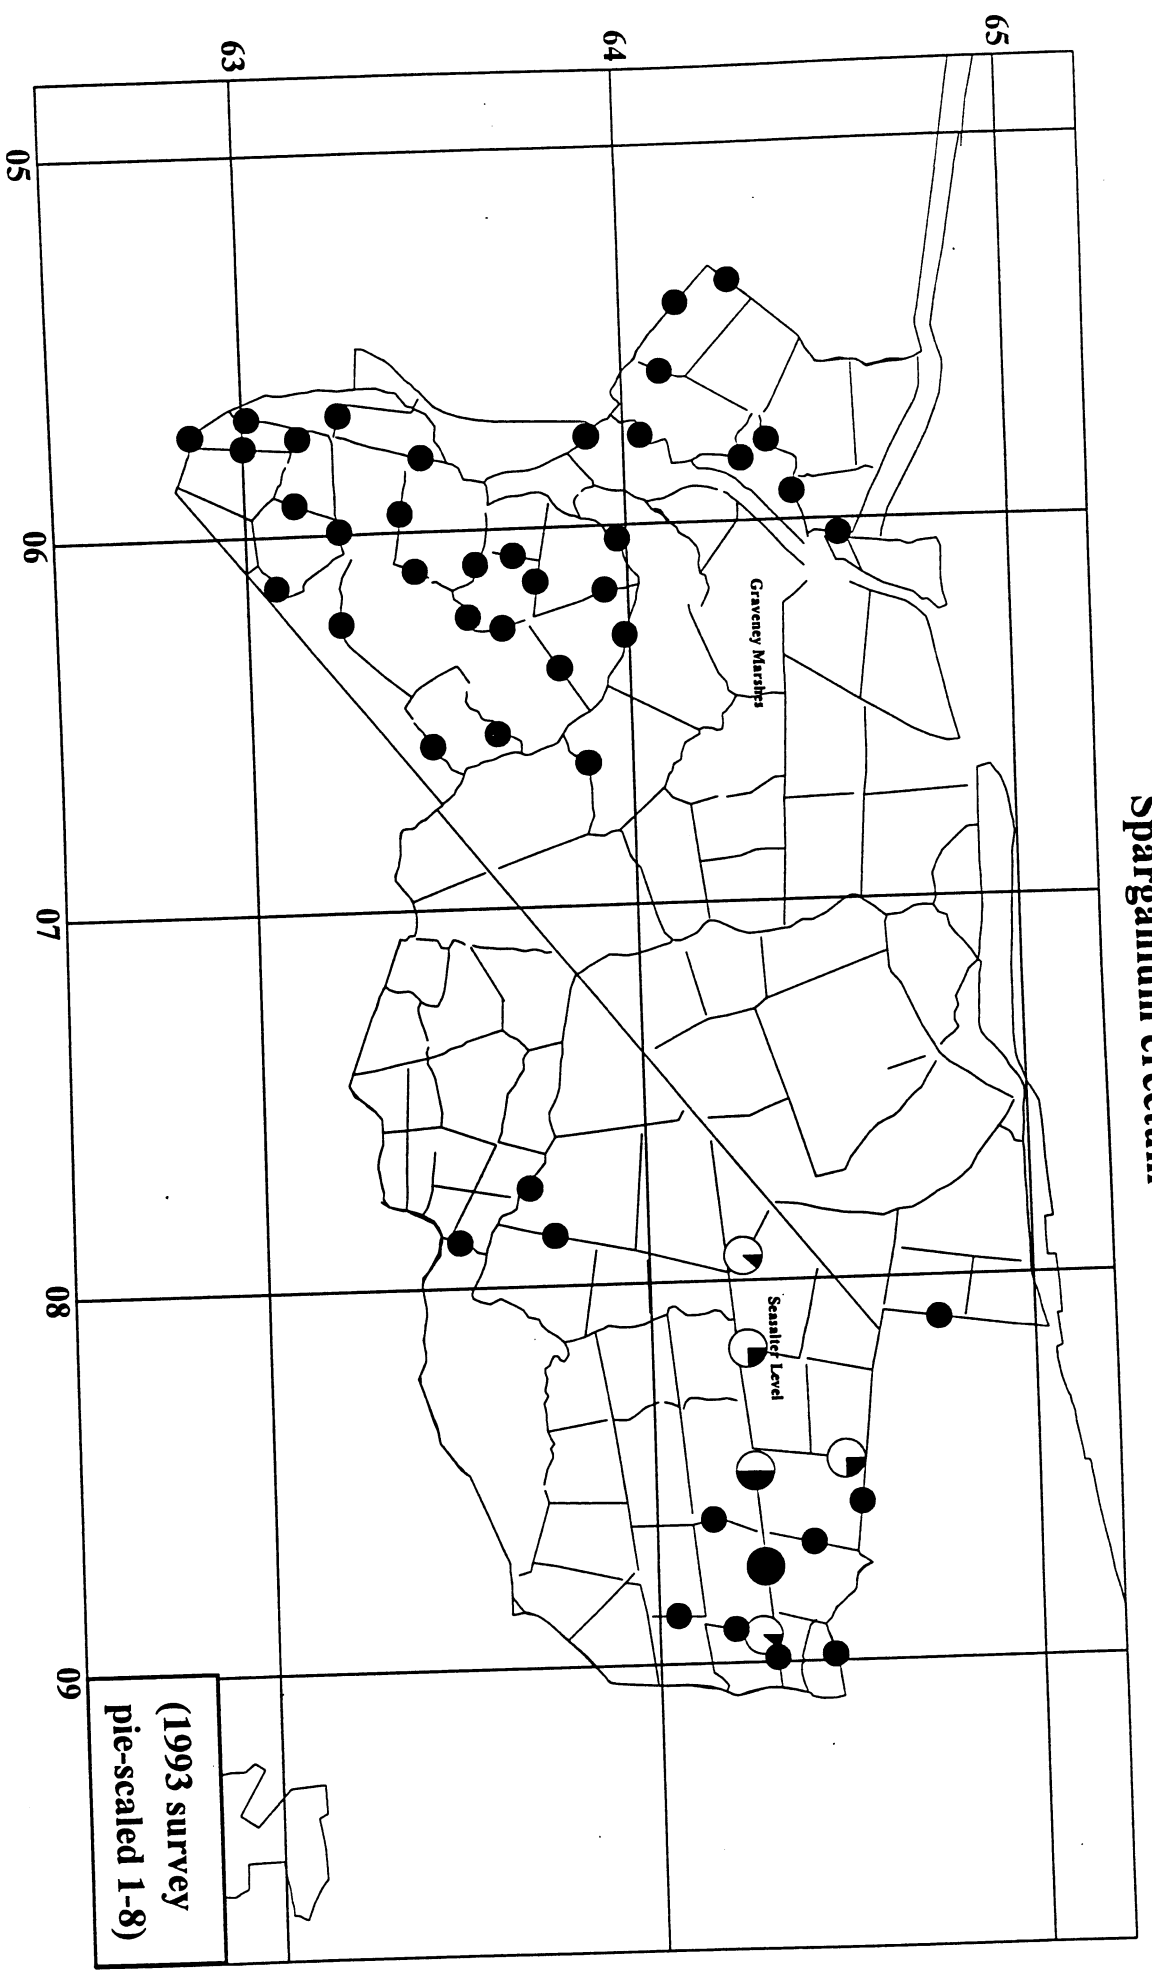 Sparganium erectum
65
64
63
05
06
07
08
09
Graveney Marshes
Seasalter Level
(1993 survey
pie-scaled 1-8)